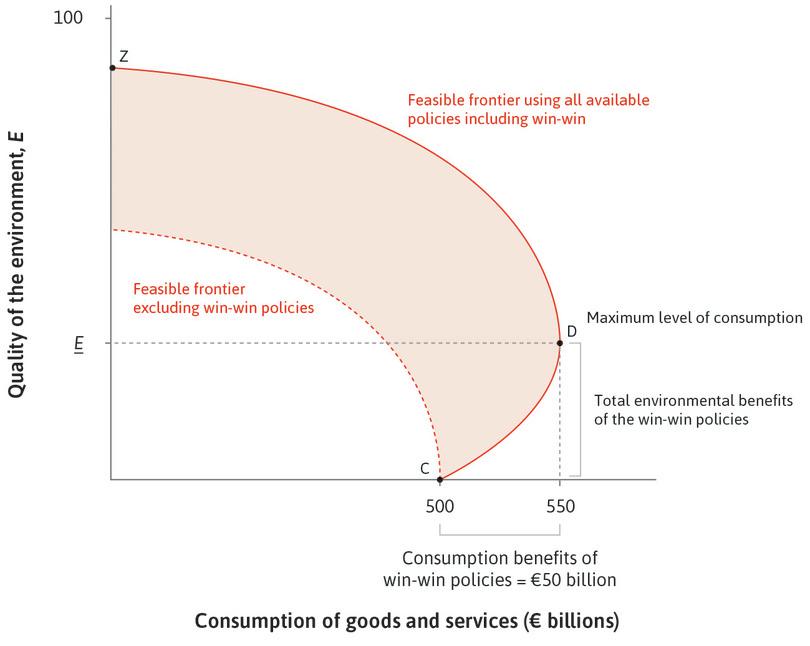 100
Z
Feasible frontier using all available
policies including win-win
Quality of the environment, E
Feasible frontier
excluding win-win policies
Maximum level of consumption
D
E
Total environmental benefits
of the win-win policies
C
500
550
Consumption benefits of
win-win policies = €50 billion
Consumption of goods and services (€ billions)